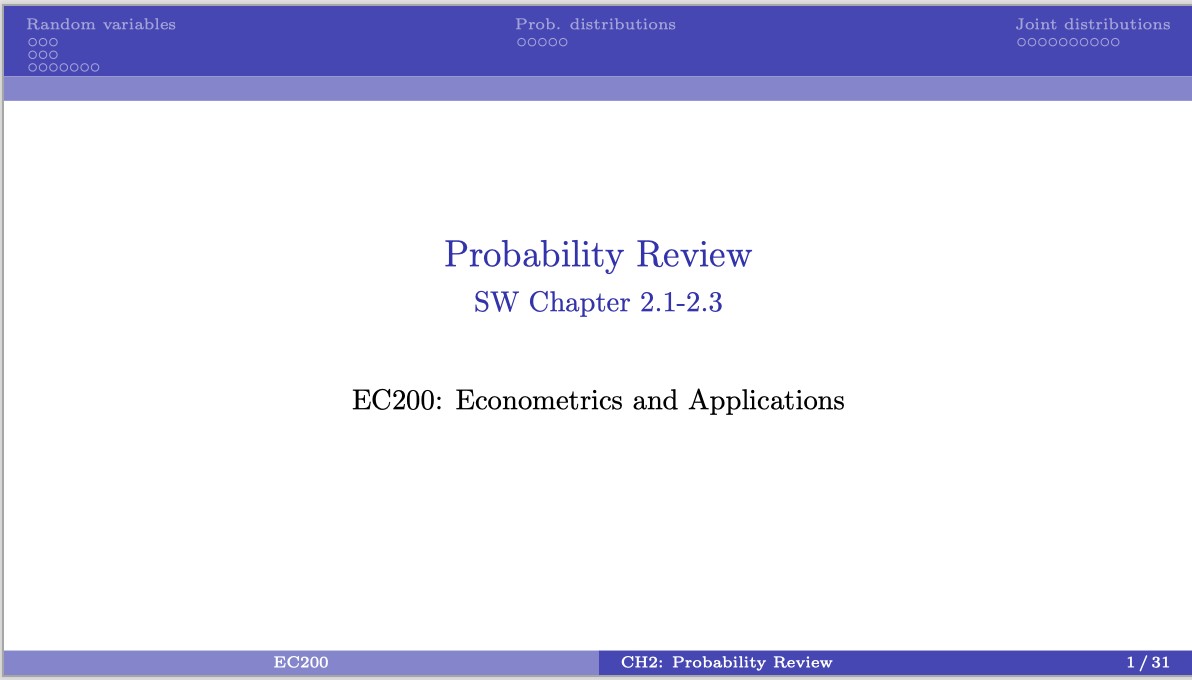 Random variables
Prob. distributions
Joint distributions
Probability Review
SW Chapter 2.1-2.3
EC200: Econometrics and Applications
EC200
CH2: Probability Review
1 / 31